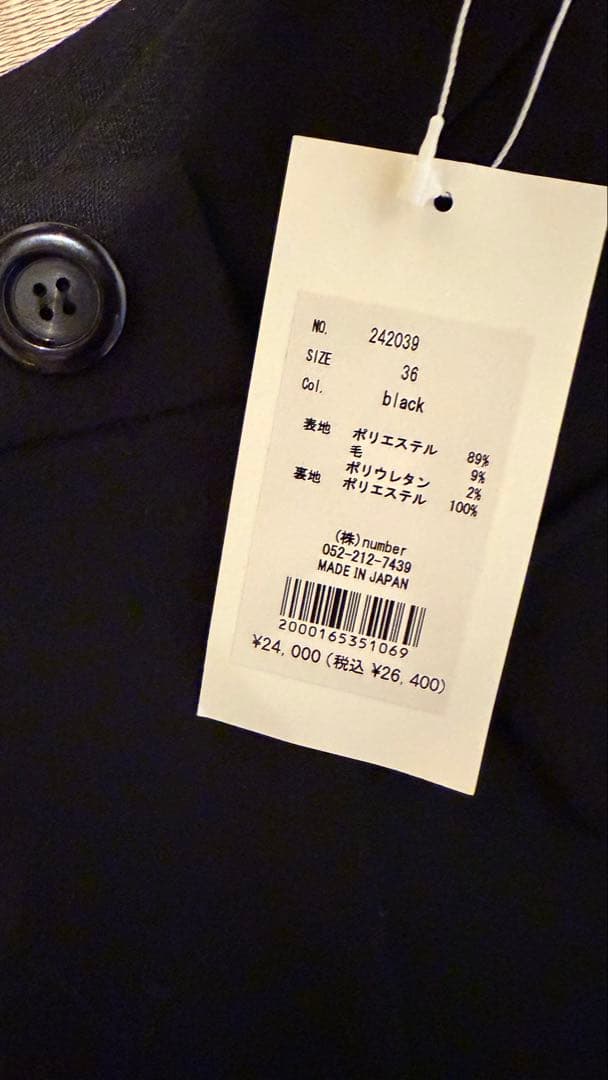 NO. 242039
SIZE 36
Col. black
表地 ポリエステル 89%
毛 9%
ポリウレタン 2%
裏地 ポリエステル 100%
(株)number
052-212-7439
MADE IN JAPAN
2000165351069
¥24,000(税込 ¥26,400)